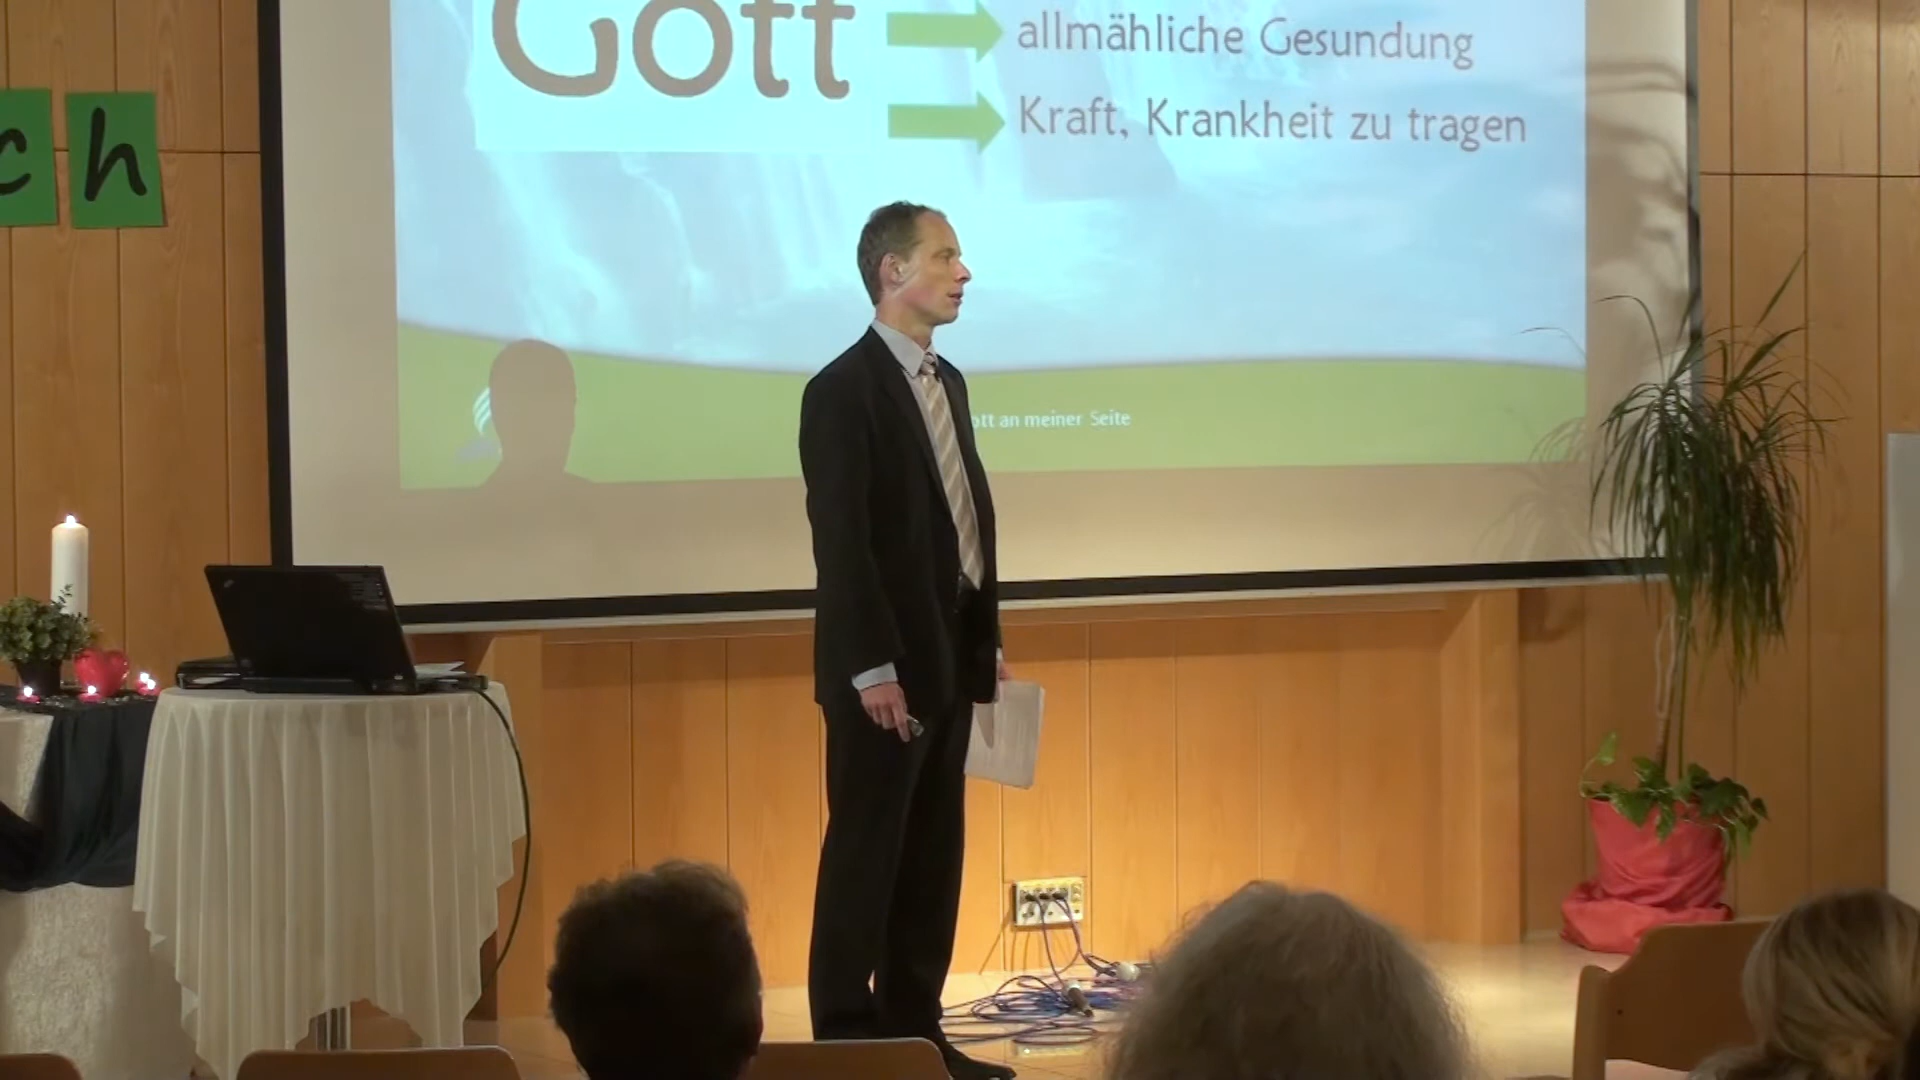 Gott
allmähliche Gesundung
Kraft, Krankheit zu tragen
ch
ott an meiner Seite